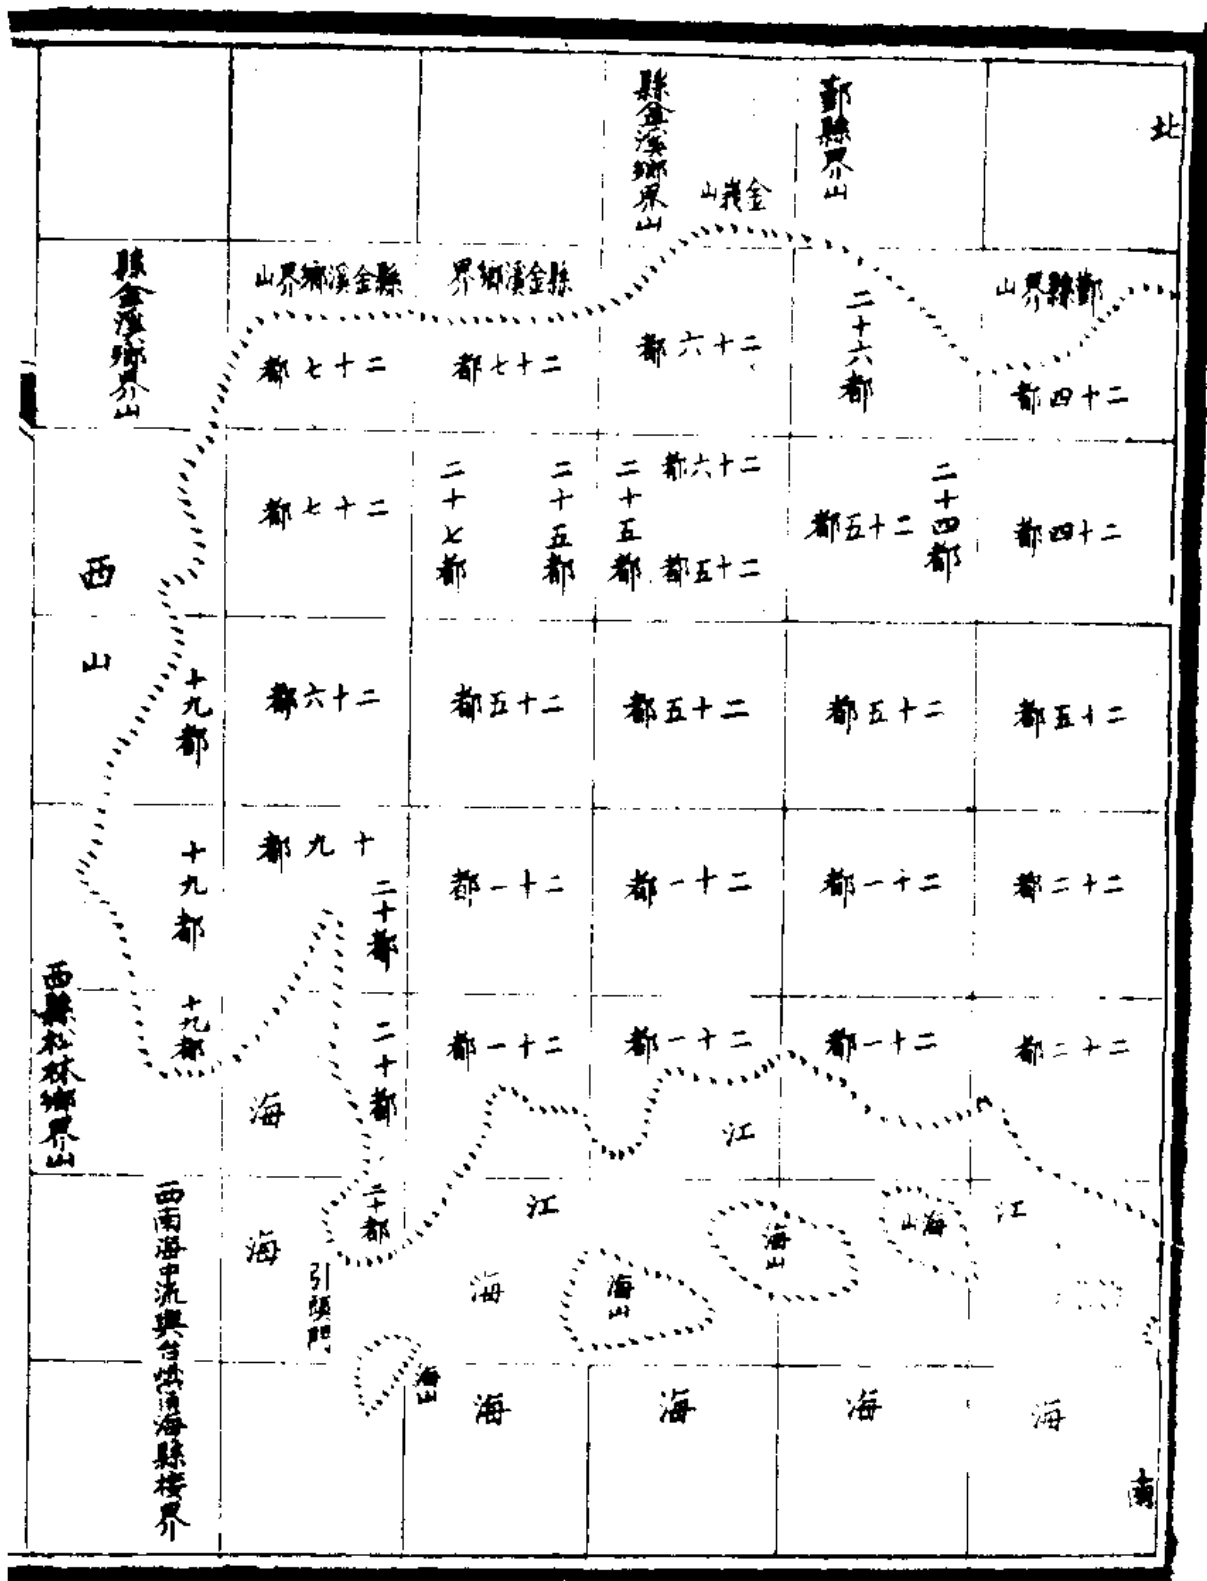 北
鄞縣界山
縣金溪鄉界山
金峩山
鄞縣界山
縣金溪鄉界
縣金溪鄉界山
縣金溪鄉界山
二十四都
二十六都
二十六都
二十七都
二十七都
二十四都
二十四都
二十五都
二十六都
二十五都
二十五都
二十五都
二十七都
二十七都
西山
二十五都
二十五都
二十五都
二十五都
二十六都
十九都
二十二都
二十一都
二十一都
二十一都
二十都
十九都
十九都
二十二都
二十一都
二十一都
二十一都
二十都
十九都
西縣松林鄉界山
江
海
江
海山
海山
江
海山
海
二十都
海
引頭門
海山
海
海
海
海
南
西南海中流與台州寧海縣接界